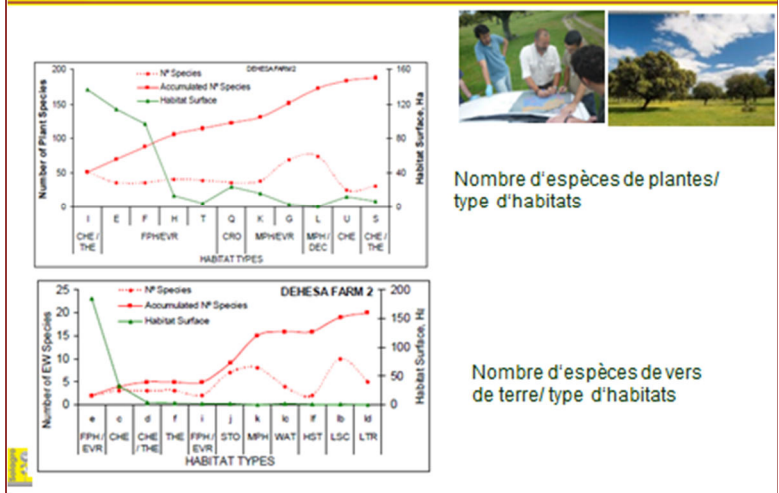 DEHESA FARM2
Nº Species
Accumulated Nº Species
Habitat Surface
Number of Plant Species
200
150
100
50
0
160
120
80
40
0
Habitat Surface, Ha
I E F H T Q K G L U S
CHE / THE FPH/EVR CRO MPH/EVR MPH / DEC CHE CHE / THE
HABITAT TYPES
Nombre d'espèces de plantes/
type d'habitats
DEHESA FARM 2
Nº Species
Accumulated Nº Species
Habitat Surface
Number of EW Species
25
20
15
10
5
0
200
150
100
50
0
Habitat Surface, Ha
e c d f i j k lc lf lb ld
FPH / EVR CHE CHE / THE THE FPH / EVR STO MPH WAT HST LSC LTR
HABITAT TYPES
Nombre d'espèces de vers
de terre/ type d'habitats
Solagro